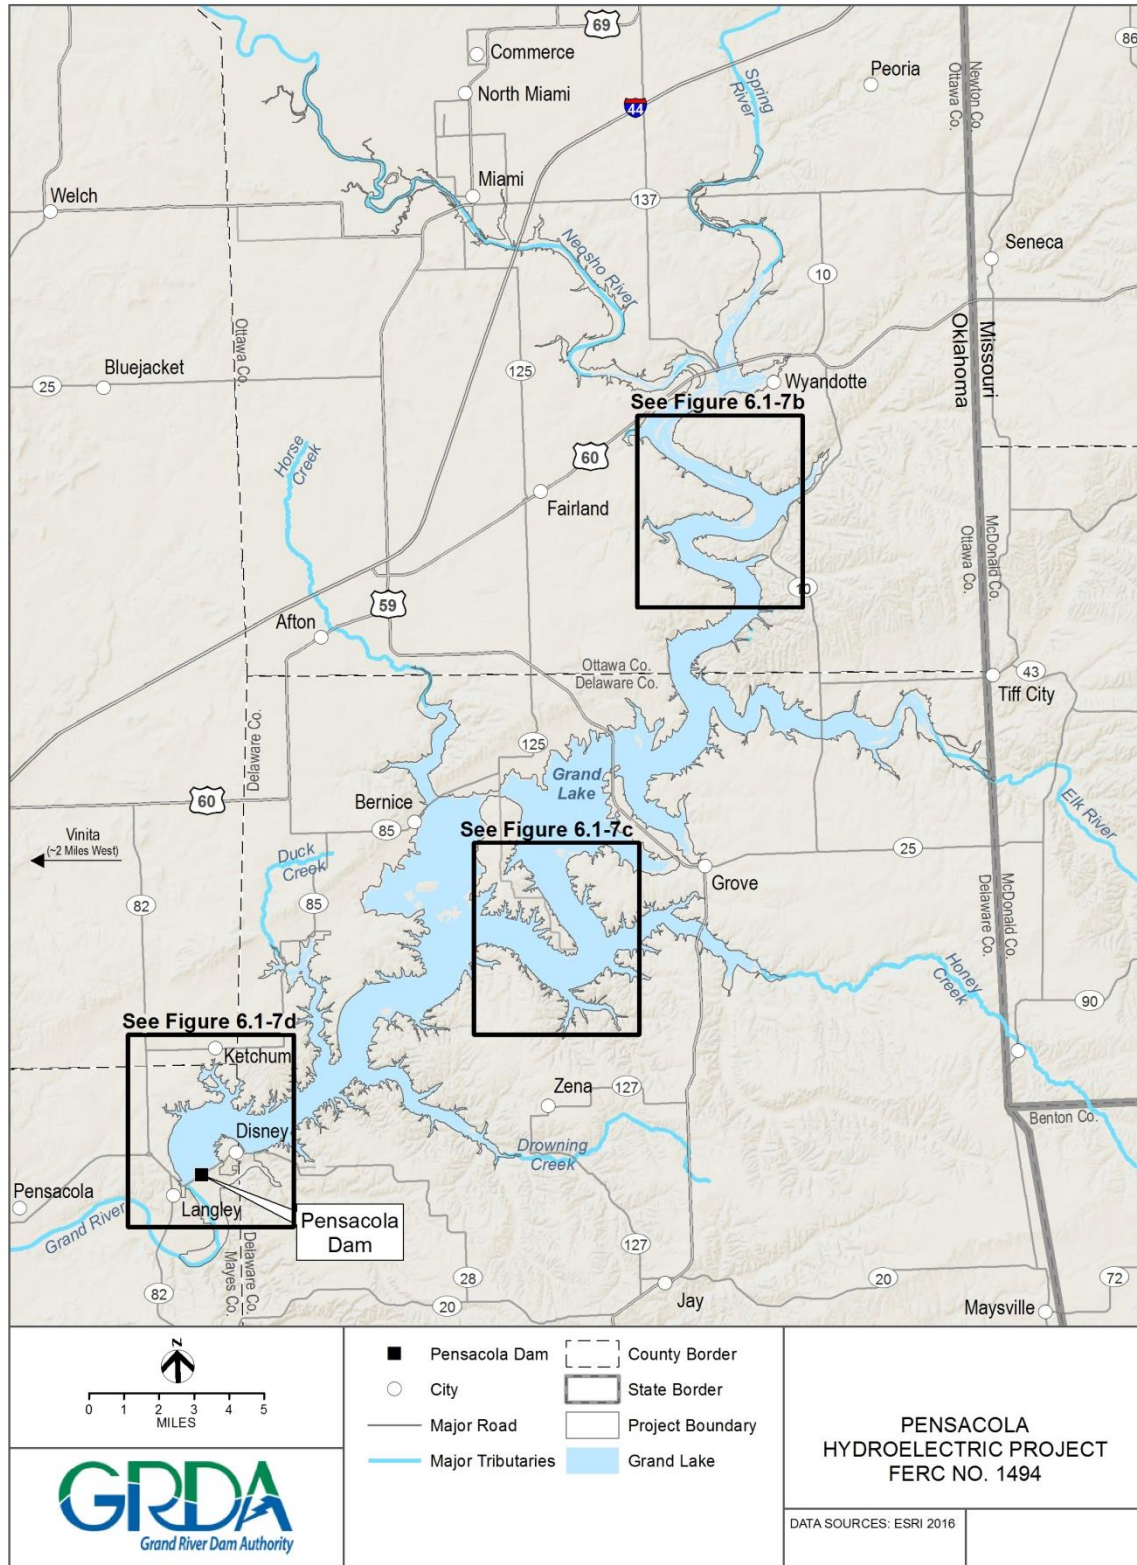 69
86
Commerce
Peoria
Newton Co.
Ottawa Co.
Spring
River
North Miami
44
Miami
137
Welch
Neosho River
Seneca
10
Ottawa Co.
Missouri
Oklahoma
Bluejacket
25
125
Wyandotte
See Figure 6.1-7b
Horse
Creek
60
Fairland
McDonald Co.
Ottawa Co.
10
59
Afton
Ottawa Co.
Delaware Co.
43
Tiff City
Delaware Co.
125
Grand
Lake
60
Bernice
85
Elk River
Vinita
(~2 Miles West)
See Figure 6.1-7c
Duck
Creek
25
Grove
82
85
McDonald Co.
Delaware Co.
Honey
Creek
90
See Figure 6.1-7d
Ketchum
Zena
127
Benton Co.
Disney
Drowning
Creek
Pensacola
Langley
Grand River
Pensacola
Dam
Delaware Co.
Mayes Co.
127
28
82
20
Jay
20
72
Maysville
z
0 1 2 3 4 5
MILES
Pensacola Dam
City
Major Road
Major Tributaries
County Border
State Border
Project Boundary
Grand Lake
PENSACOLA
HYDROELECTRIC PROJECT
FERC NO. 1494
GRDA
Grand River Dam Authority
DATA SOURCES: ESRI 2016